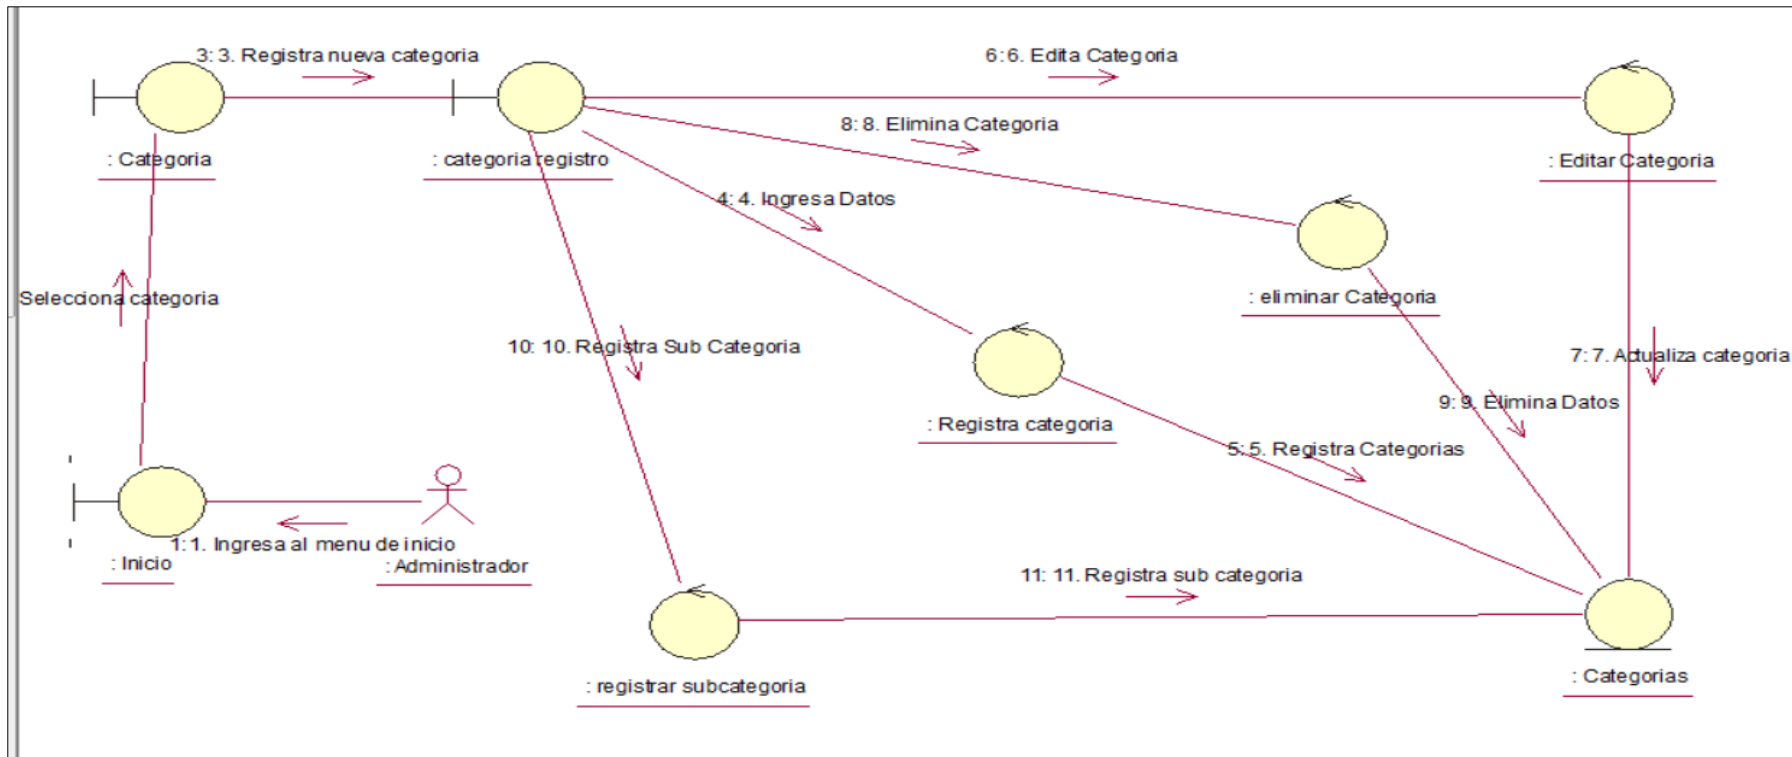 3: 3. Registra nueva categoria
6: 6. Edita Categoria
8: 8. Elimina Categoria
: Categoria
: categoria registro
: Editar Categoria
4: 4. Ingresa Datos
Selecciona categoria
: eliminar Categoria
10: 10. Registra Sub Categoria
7: 7. Actualiza categoria
9: 9. Elimina Datos
: Registra categoria
5: 5. Registra Categorias
1: 1. Ingresa al menu de inicio
: Inicio
: Administrador
11: 11. Registra sub categoria
: registrar subcategoria
: Categorias